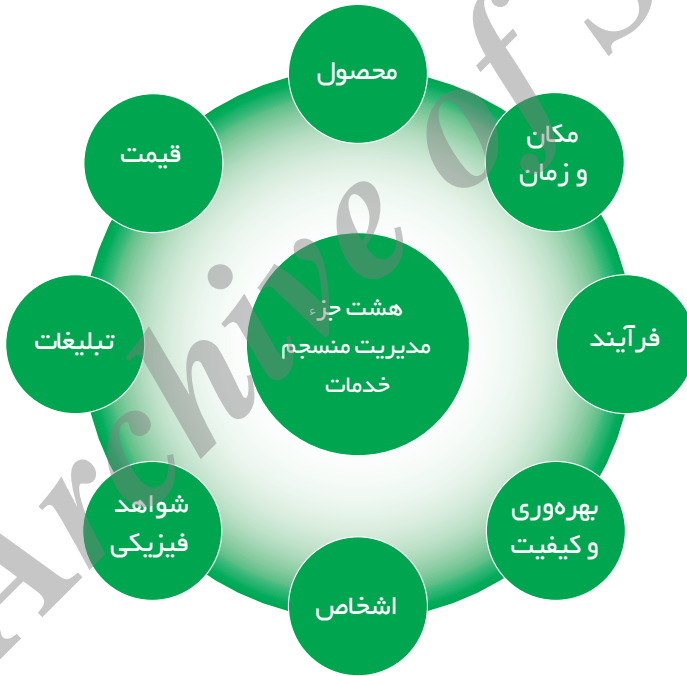 محصول
مکان
و زمان
فرآیند
بهره‌وری
و کیفیت
اشخاص
شواهد
فیزیکی
تبلیغات
قیمت
هشت جزء
مدیریت منسجم
خدمات
Archive of S